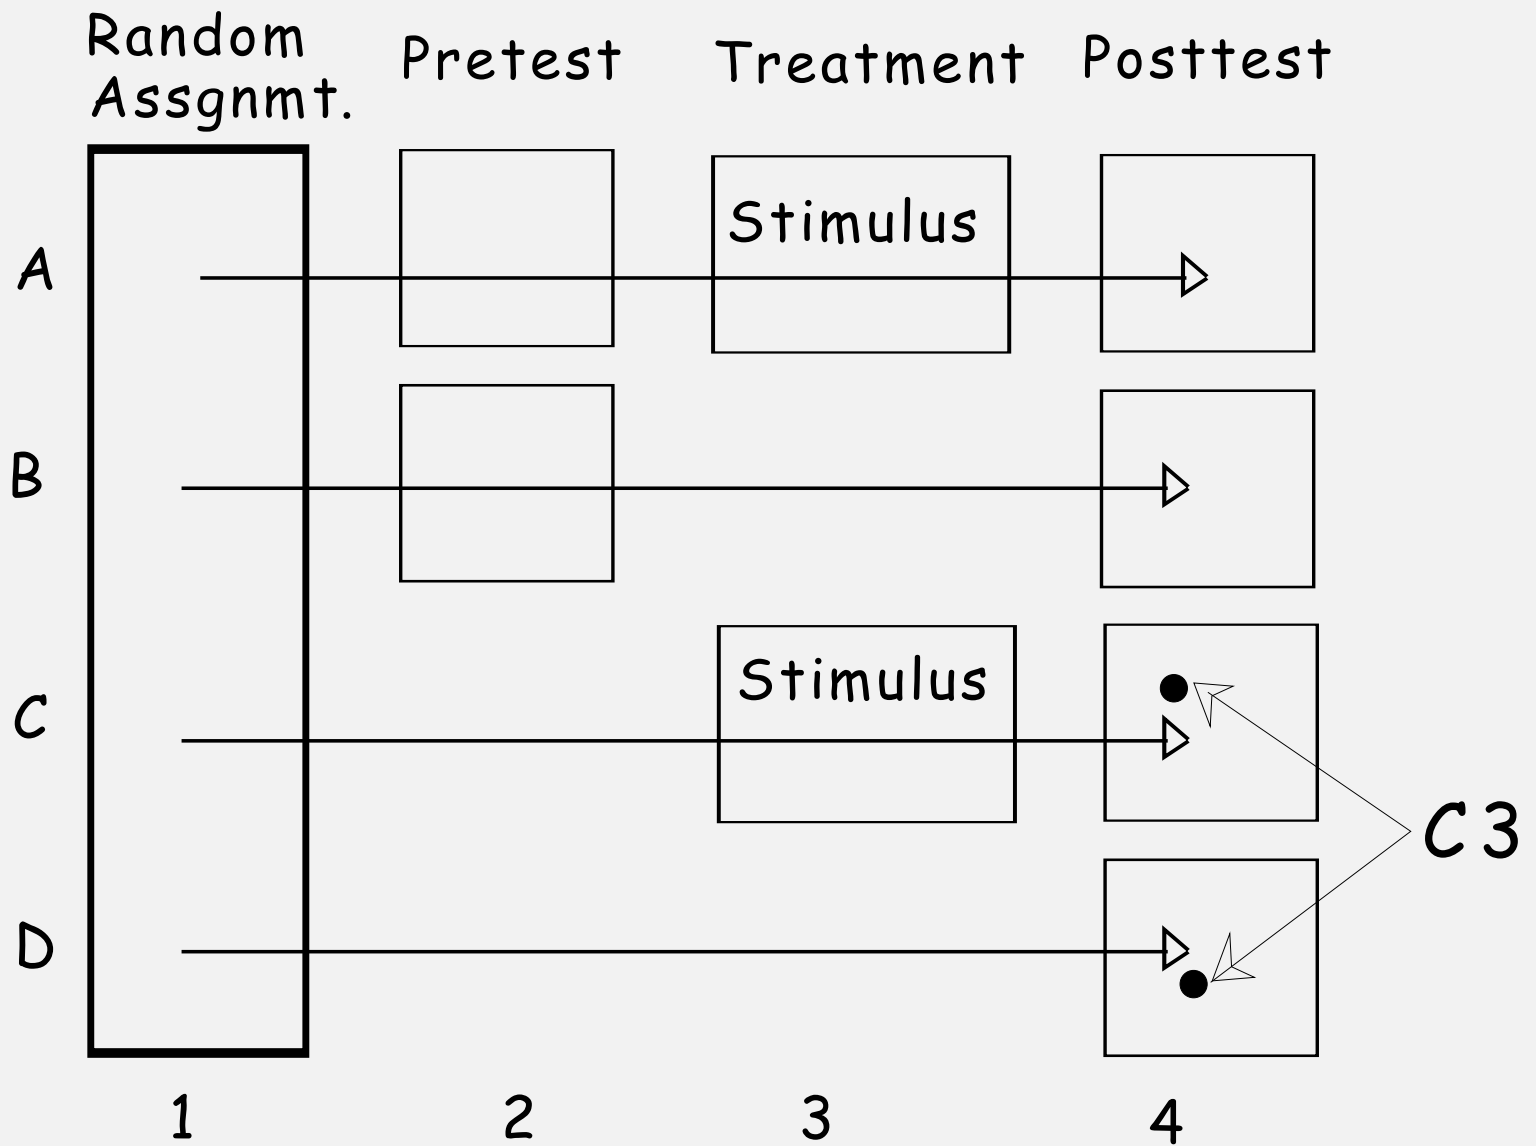 Random
Assgnmt.
Pretest
Treatment
Posttest
A
Stimulus
B
C
Stimulus
C3
D
1
2
3
4